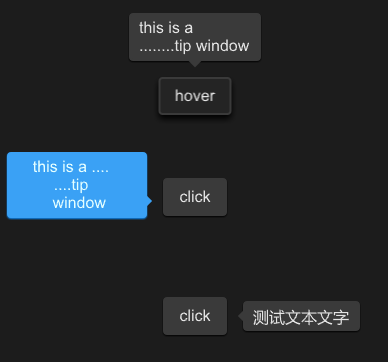 this is a
........tip window
hover
this is a ....
....tip
window
click
click
测试文本文字